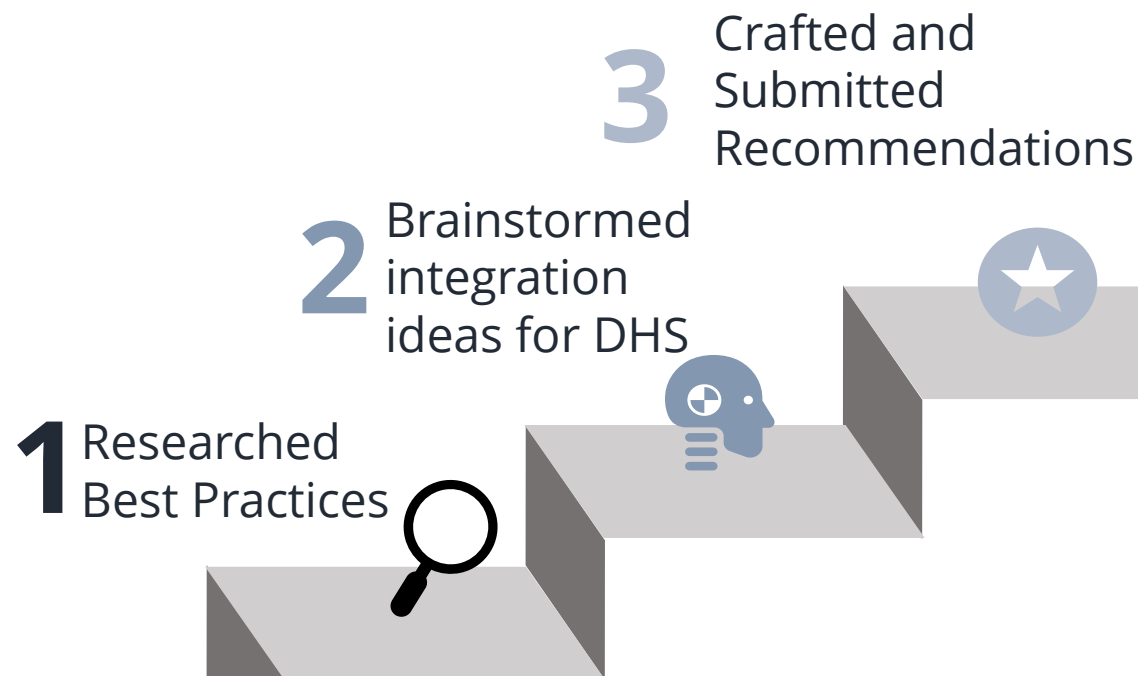 1
Researched
Best Practices
2
Brainstormed
integration
ideas for DHS
3
Crafted and
Submitted
Recommendations